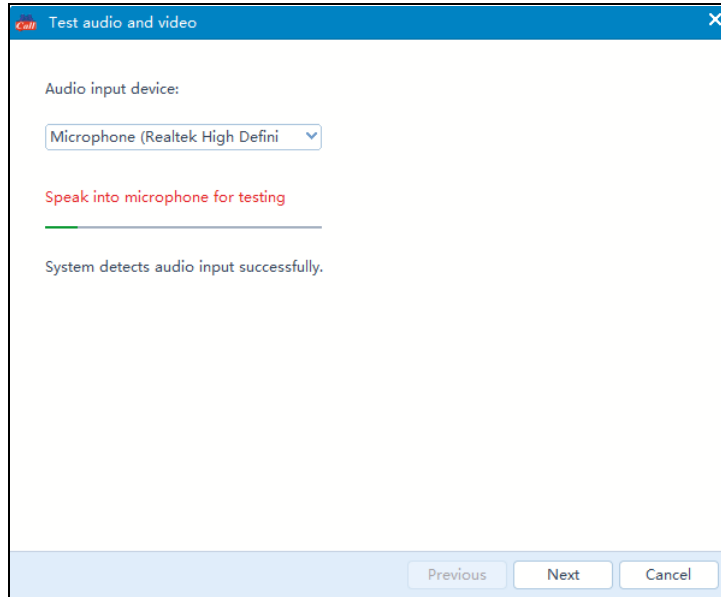 Call
Test audio and video
Audio input device:
Microphone (Realtek High Defini
Speak into microphone for testing
System detects audio input successfully.
Previous
Next
Cancel